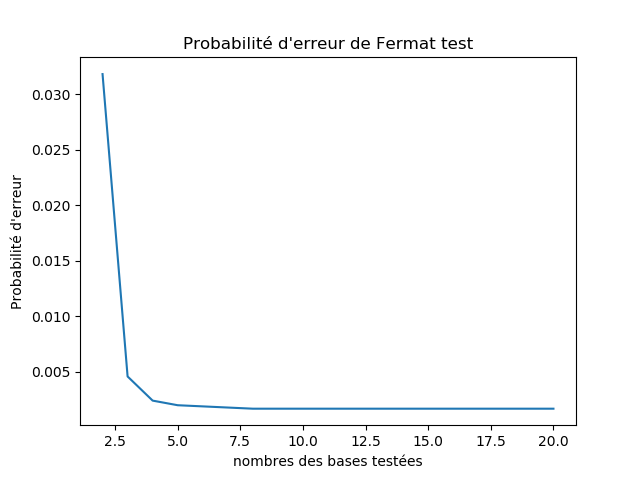 Probabilité d'erreur de Fermat test
0.030
0.025
0.020
0.015
0.010
0.005
Probabilité d'erreur
2.5 5.0 7.5 10.0 12.5 15.0 17.5 20.0
nombres des bases testées